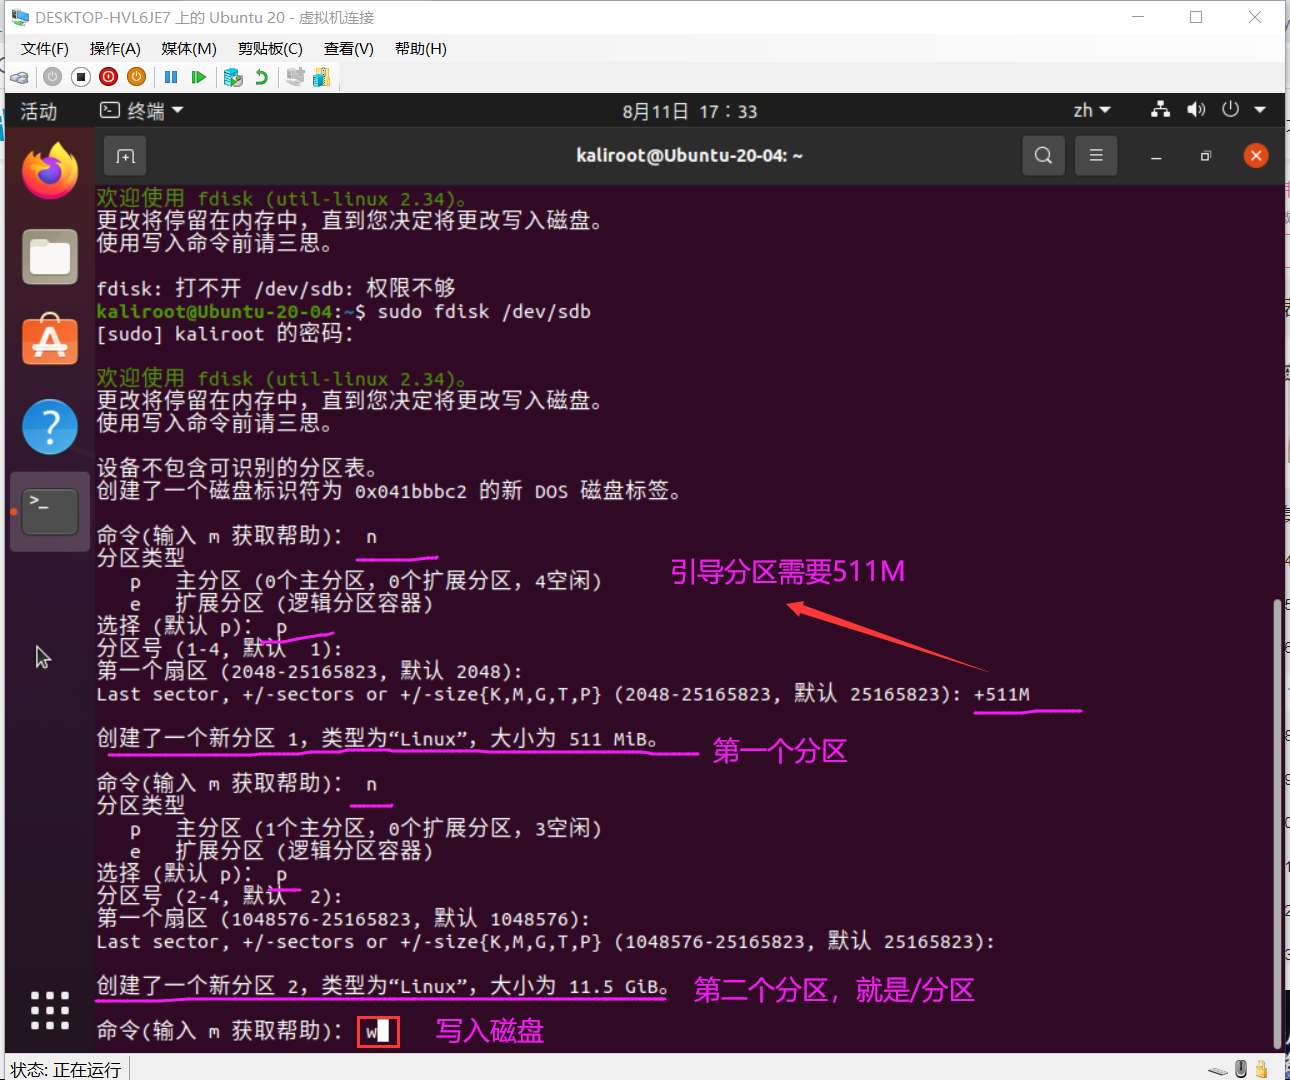 DESKTOP-HVL6JE7 上的 Ubuntu 20 - 虚拟机连接
文件(F) 操作(A) 媒体(M) 剪贴板(C) 查看(V) 帮助(H)
活动 终端 8月11日 17：33 zh
kaliroot@Ubuntu-20-04: ~
欢迎使用 fdisk (util-linux 2.34)。
更改将停留在内存中，直到您决定将更改写入磁盘。
使用写入命令前请三思。
fdisk: 打不开 /dev/sdb: 权限不够
kaliroot@Ubuntu-20-04:~$ sudo fdisk /dev/sdb
[sudo] kaliroot 的密码：
欢迎使用 fdisk (util-linux 2.34)。
更改将停留在内存中，直到您决定将更改写入磁盘。
使用写入命令前请三思。
设备不包含可识别的分区表。
创建了一个磁盘标识符为 0x041bbbc2 的新 DOS 磁盘标签。
命令(输入 m 获取帮助)： n
分区类型
p 主分区 (0个主分区，0个扩展分区，4空闲)
引导分区需要511M
e 扩展分区 (逻辑分区容器)
选择 (默认 p)： p
分区号 (1-4, 默认 1):
第一个扇区 (2048-25165823, 默认 2048):
Last sector, +/-sectors or +/-size{K,M,G,T,P} (2048-25165823, 默认 25165823): +511M
创建了一个新分区 1，类型为“Linux”，大小为 511 MiB。 第一个分区
命令(输入 m 获取帮助)： n
分区类型
p 主分区 (1个主分区，0个扩展分区，3空闲)
e 扩展分区 (逻辑分区容器)
选择 (默认 p)： p
分区号 (2-4, 默认 2):
第一个扇区 (1048576-25165823, 默认 1048576):
Last sector, +/-sectors or +/-size{K,M,G,T,P} (1048576-25165823, 默认 25165823):
创建了一个新分区 2，类型为“Linux”，大小为 11.5 GiB。 第二个分区，就是/分区
命令(输入 m 获取帮助)： w 写入磁盘
状态: 正在运行